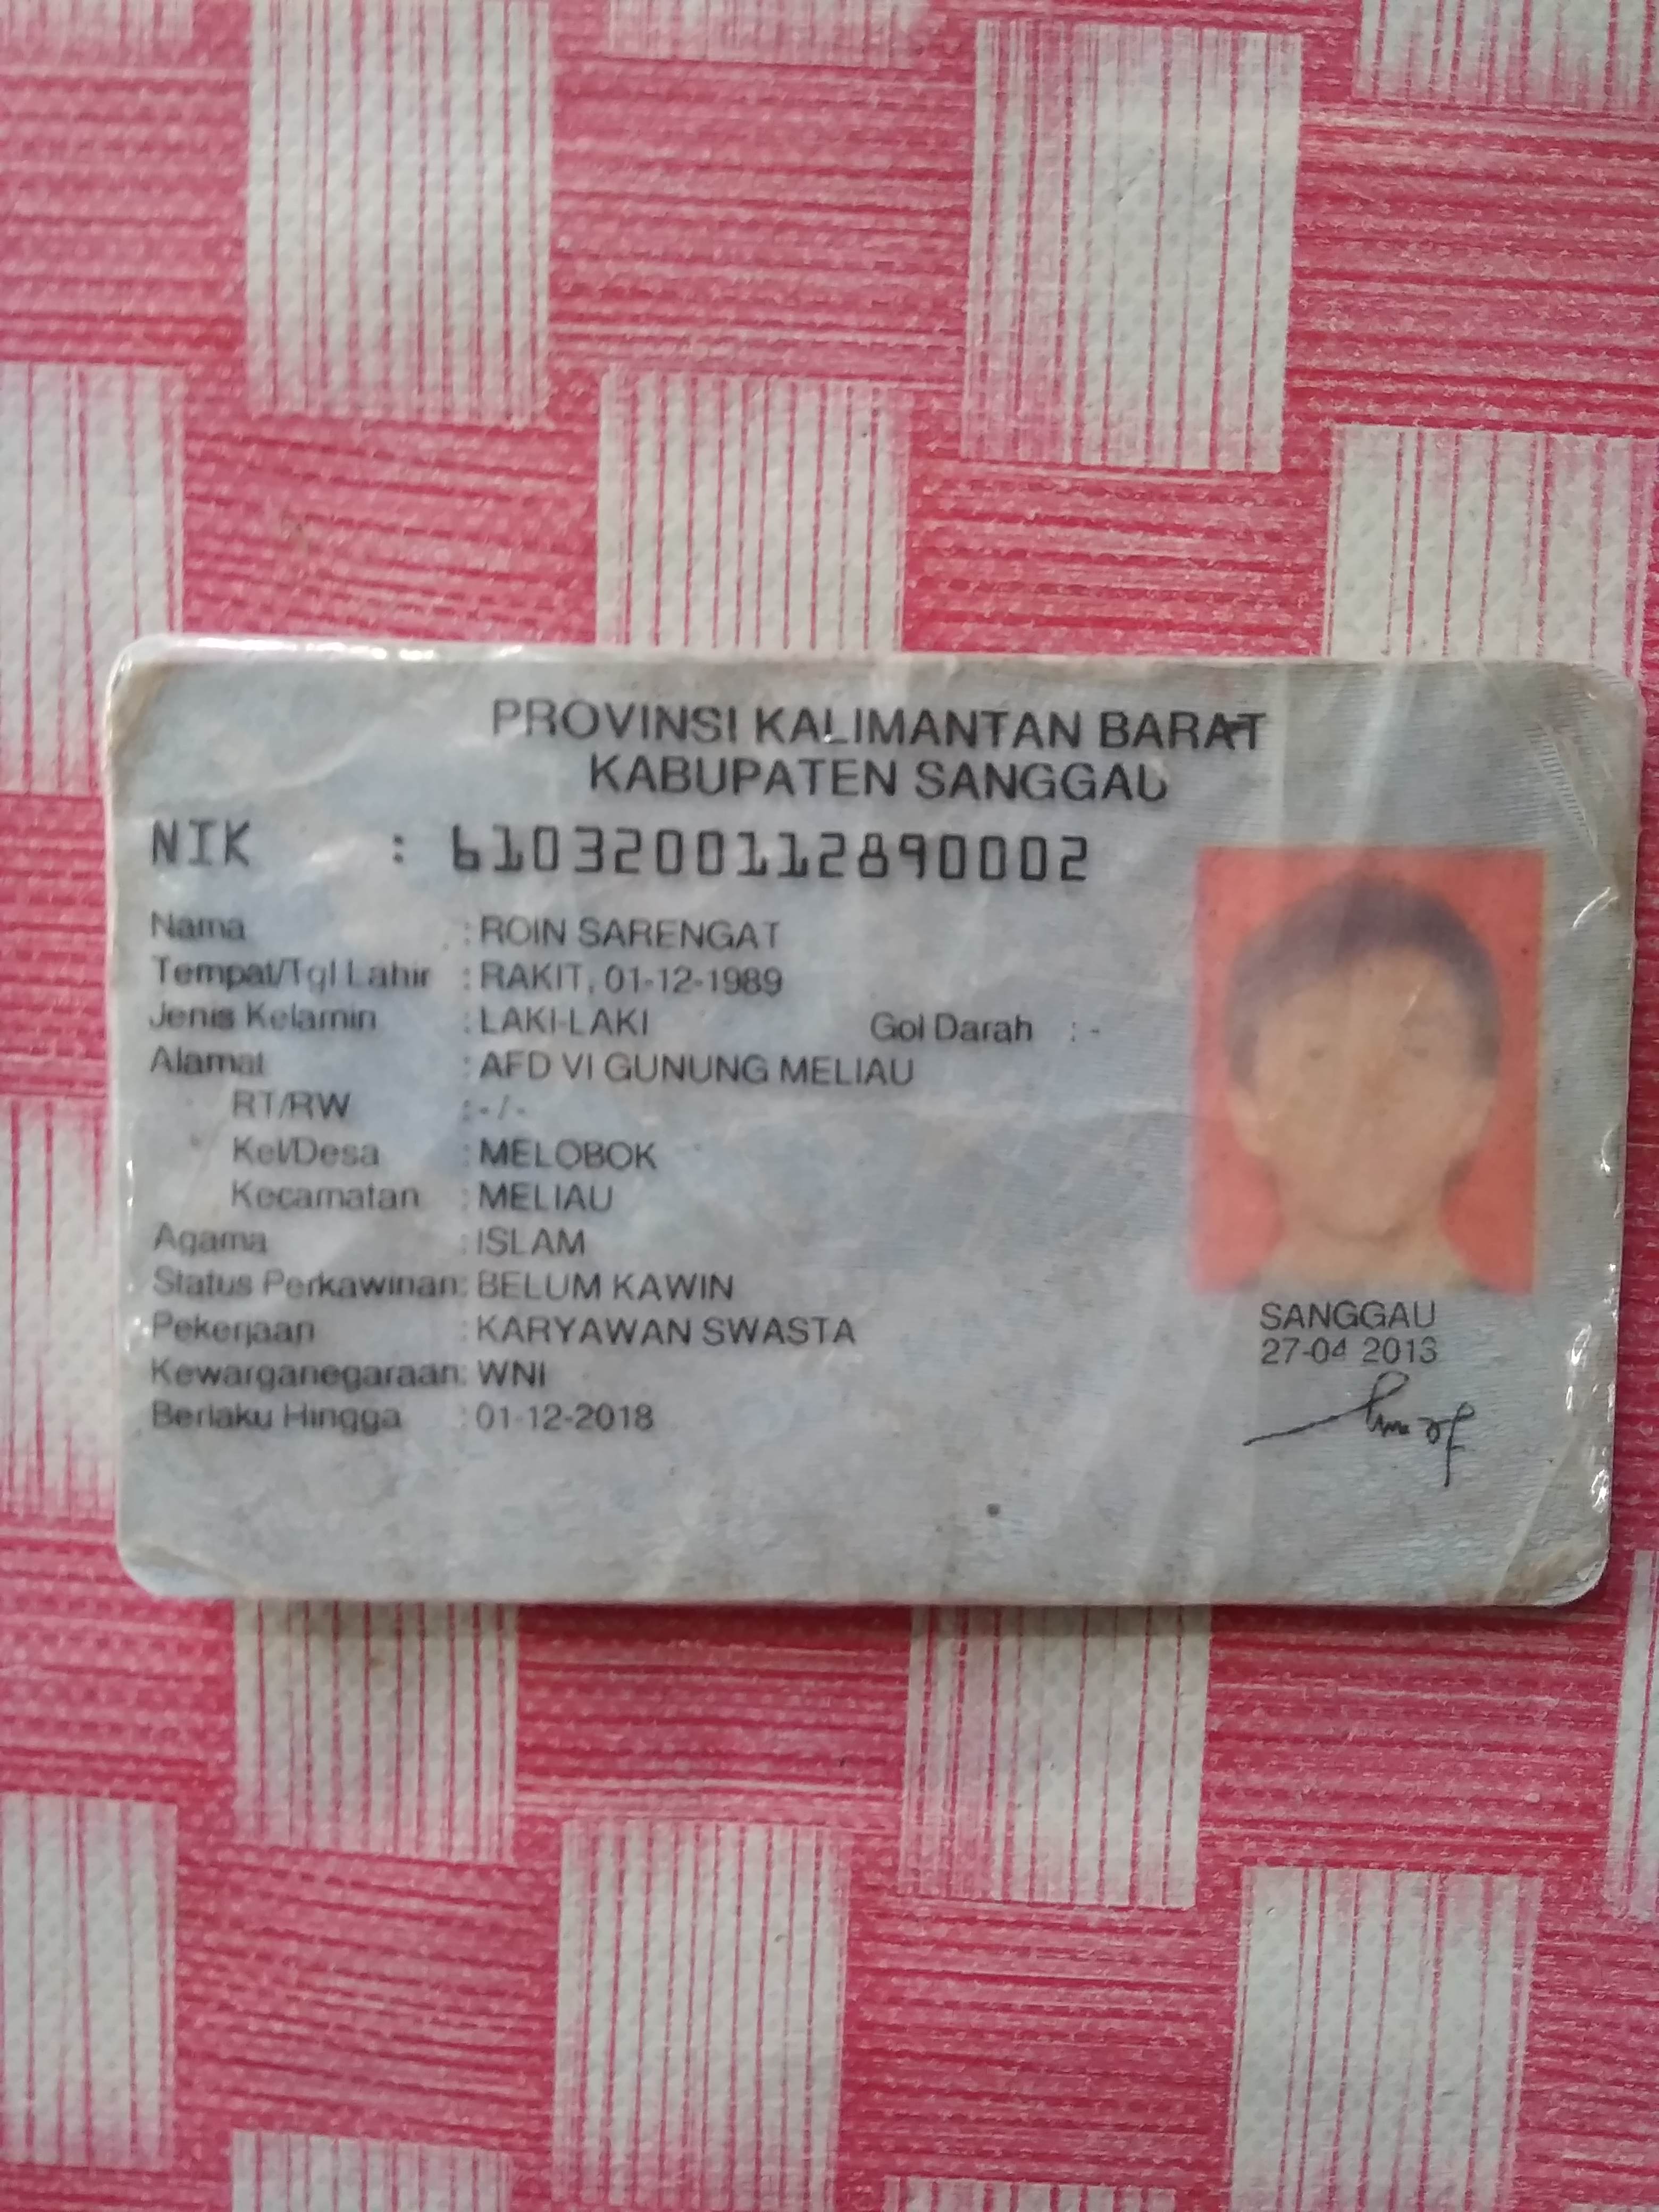 PROVINSI KALIMANTAN BARAT
KABUPATEN SANGGAU
NIK : 6103200112890002
Nama : ROIN SARENGAT
Tempat/Tgl Lahir : RAKIT, 01-12-1989
Jenis Kelamin : LAKI-LAKI Gol Darah : -
Alamat : AFD VI GUNUNG MELIAU
RT/RW : - / -
Kel/Desa : MELOBOK
Kecamatan : MELIAU
Agama : ISLAM
Status Perkawinan: BELUM KAWIN
Pekerjaan : KARYAWAN SWASTA
Kewarganegaraan: WNI
Berlaku Hingga : 01-12-2018
SANGGAU
27-04 2013